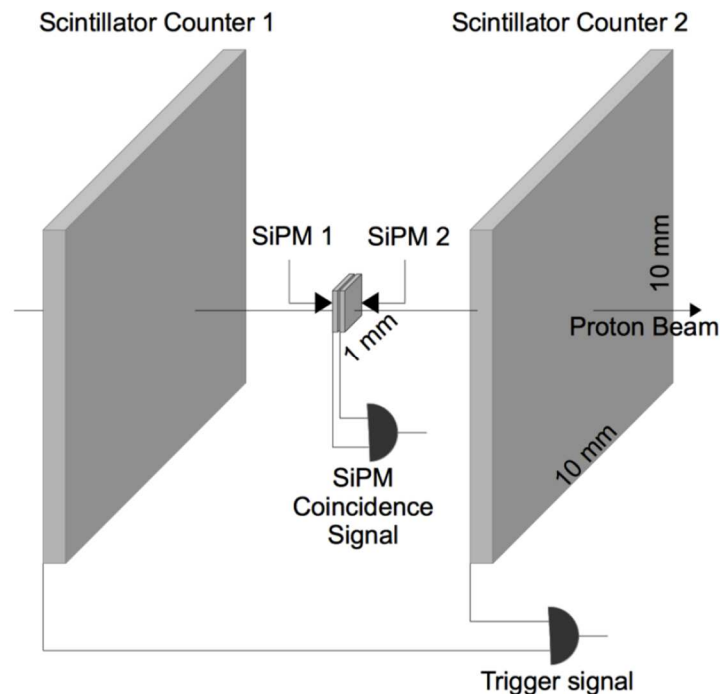 Scintillator Counter 1
Scintillator Counter 2
SiPM 1
SiPM 2
10 mm
Proton Beam
1 mm
10 mm
SiPM
Coincidence
Signal
Trigger signal